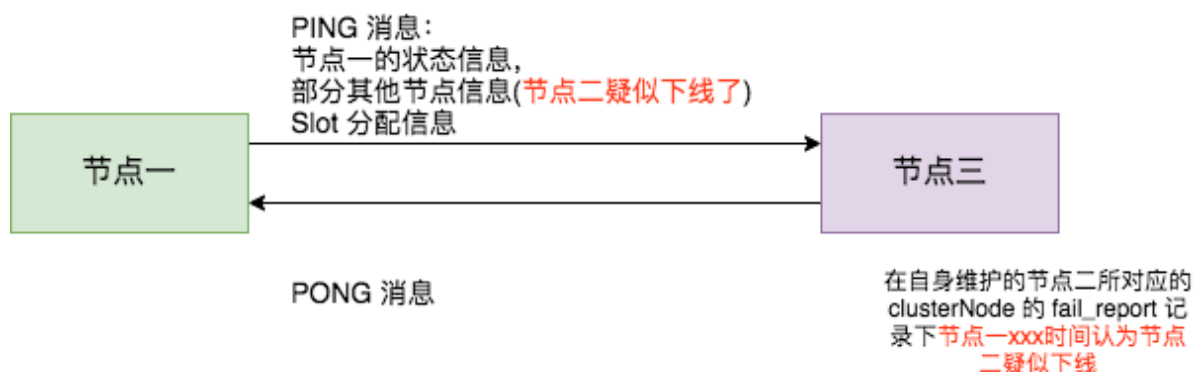 PING 消息：
节点一的状态信息，
部分其他节点信息(节点二疑似下线了)
Slot 分配信息
节点一
节点三
PONG 消息
在自身维护的节点二所对应的
clusterNode 的 fail_report 记
录下节点一xxx时间认为节点
二疑似下线